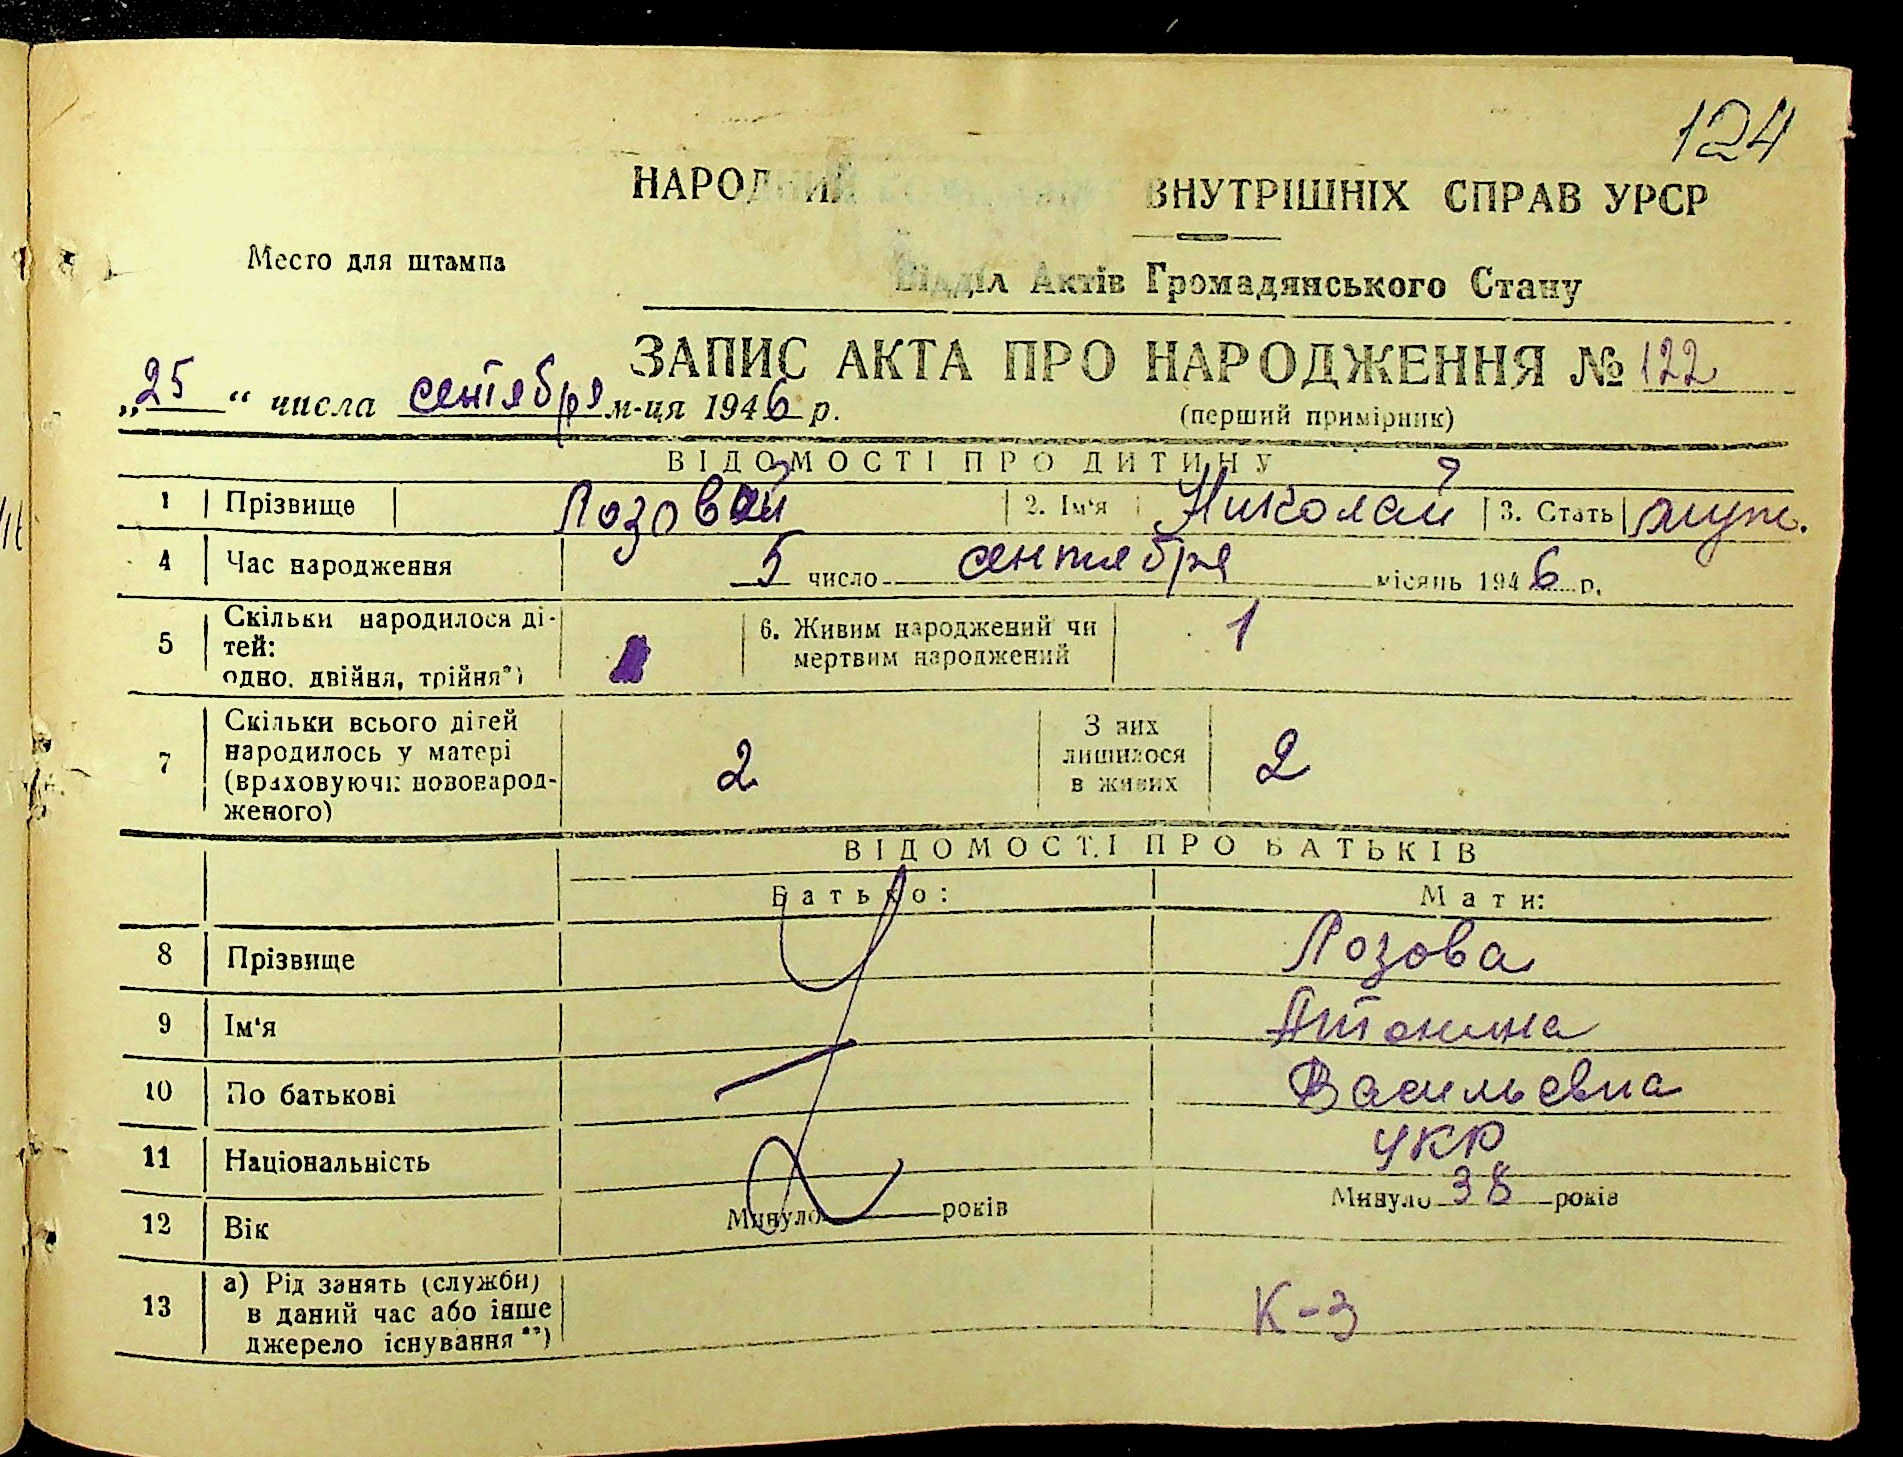 124
НАРОД ВНУТРІШНІХ СПРАВ УРСР
Место для штампа
Відділ Актів Громадянського Стану
ЗАПИС АКТА ПРО НАРОДЖЕННЯ № 122
„25“ числа сентября м-ця 1946 р.
(перший примірник)
ВІДОМОСТІ ПРО ДИТИНУ
1 Прізвище Лозовой 2. Ім'я Николай 3. Стать муж.
4 Час народження 5 число сентября місяць 1946 р.
5 Скільки народилося ді-
тей:
одно, двійня, трійня*)
6. Живим народжений чи
мертвим народжений
1
7 Скільки всього дітей
народилось у матері
(враховуючи новонарод-
женого)
2
З них
лишилося
в живих
2
ВІДОМОСТІ ПРО БАТЬКІВ
Батько: Мати:
8 Прізвище Лозова
9 Ім'я Антонина
10 По батькові Васильевна
11 Національність укр
12 Вік Минуло років Минуло 38 років
13 а) Рід занять (служби)
в даний час або інше
джерело існування **)
К-з